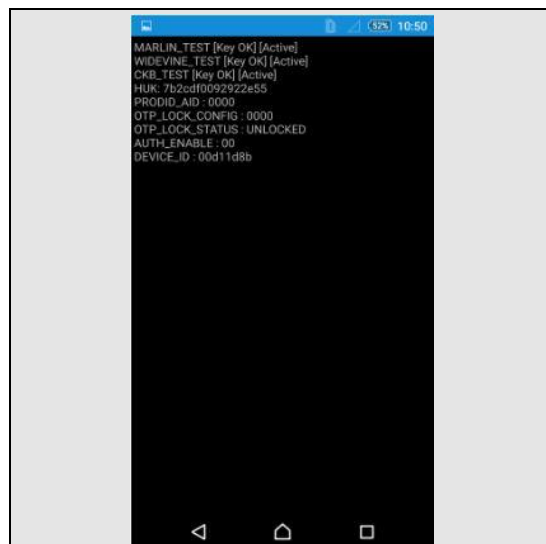 52% 10:50
MARLIN_TEST [Key OK] [Active]
WIDEVINE_TEST [Key OK] [Active]
CKB_TEST [Key OK] [Active]
HUK: 7b2cdf0092922e55
PRODID_AID : 0000
OTP_LOCK_CONFIG : 0000
OTP_LOCK_STATUS : UNLOCKED
AUTH_ENABLE : 00
DEVICE_ID : 00d11d8b